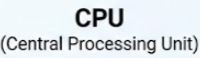 CPU
(Central Processing Unit)